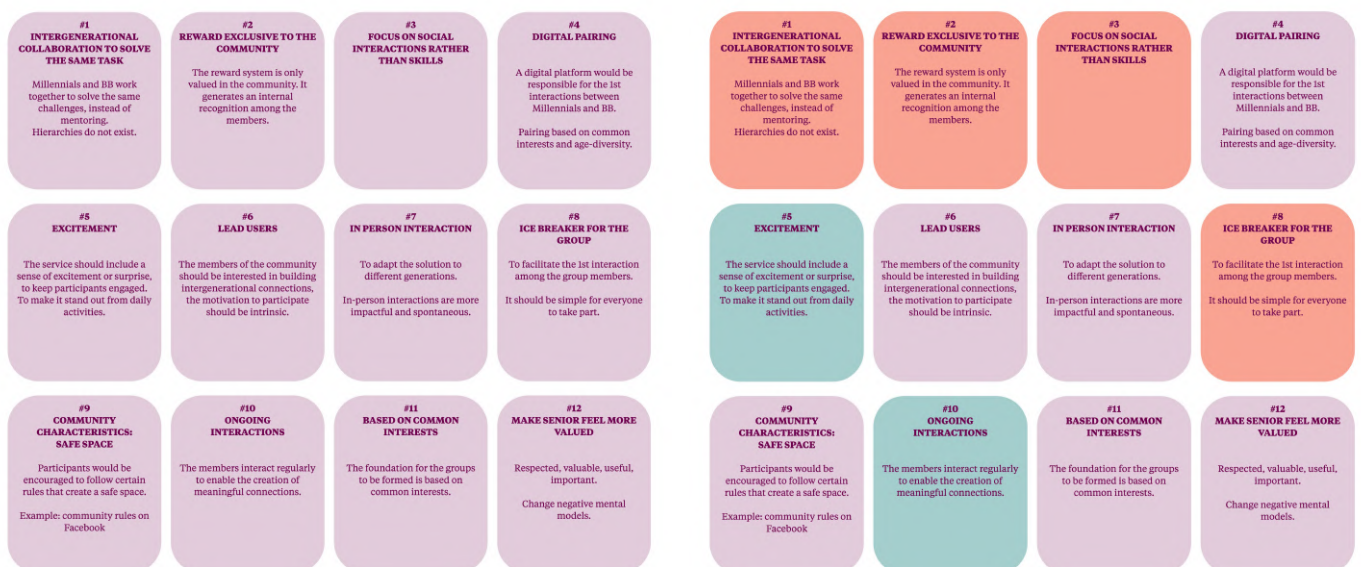 #1
INTERGENERATIONAL
COLLABORATION TO SOLVE
THE SAME TASK
Millennials and BB work
together to solve the same
challenges, instead of
mentoring.
Hierarchies do not exist.
#2
REWARD EXCLUSIVE TO THE
COMMUNITY
The reward system is only
valued in the community. It
generates an internal
recognition among the
members.
#3
FOCUS ON SOCIAL
INTERACTIONS RATHER
THAN SKILLS
#4
DIGITAL PAIRING
A digital platform would be
responsible for the 1st
interactions between
Millennials and BB.
Pairing based on common
interests and age-diversity.
#5
EXCITEMENT
The service should include a
sense of excitement or surprise,
to keep participants engaged.
To make it stand out from daily
activities.
#6
LEAD USERS
The members of the community
should be interested in building
intergenerational connections,
the motivation to participate
should be intrinsic.
#7
IN PERSON INTERACTION
To adapt the solution to
different generations.
In-person interactions are more
impactful and spontaneous.
#8
ICE BREAKER FOR THE
GROUP
To facilitate the 1st interaction
among the group members.
It should be simple for everyone
to take part.
#9
COMMUNITY
CHARACTERISTICS:
SAFE SPACE
Participants would be
encouraged to follow certain
rules that create a safe space.
Example: community rules on
Facebook
#10
ONGOING
INTERACTIONS
The members interact regularly
to enable the creation of
meaningful connections.
#11
BASED ON COMMON
INTERESTS
The foundation for the groups
to be formed is based on
common interests.
#12
MAKE SENIOR FEEL MORE
VALUED
Respected, valuable, useful,
important.
Change negative mental
models.
#1
INTERGENERATIONAL
COLLABORATION TO SOLVE
THE SAME TASK
Millennials and BB work
together to solve the same
challenges, instead of
mentoring.
Hierarchies do not exist.
#2
REWARD EXCLUSIVE TO THE
COMMUNITY
The reward system is only
valued in the community. It
generates an internal
recognition among the
members.
#3
FOCUS ON SOCIAL
INTERACTIONS RATHER
THAN SKILLS
#4
DIGITAL PAIRING
A digital platform would be
responsible for the 1st
interactions between
Millennials and BB.
Pairing based on common
interests and age-diversity.
#5
EXCITEMENT
The service should include a
sense of excitement or surprise,
to keep participants engaged.
To make it stand out from daily
activities.
#6
LEAD USERS
The members of the community
should be interested in building
intergenerational connections,
the motivation to participate
should be intrinsic.
#7
IN PERSON INTERACTION
To adapt the solution to
different generations.
In-person interactions are more
impactful and spontaneous.
#8
ICE BREAKER FOR THE
GROUP
To facilitate the 1st interaction
among the group members.
It should be simple for everyone
to take part.
#9
COMMUNITY
CHARACTERISTICS:
SAFE SPACE
Participants would be
encouraged to follow certain
rules that create a safe space.
Example: community rules on
Facebook
#10
ONGOING
INTERACTIONS
The members interact regularly
to enable the creation of
meaningful connections.
#11
BASED ON COMMON
INTERESTS
The foundation for the groups
to be formed is based on
common interests.
#12
MAKE SENIOR FEEL MORE
VALUED
Respected, valuable, useful,
important.
Change negative mental
models.